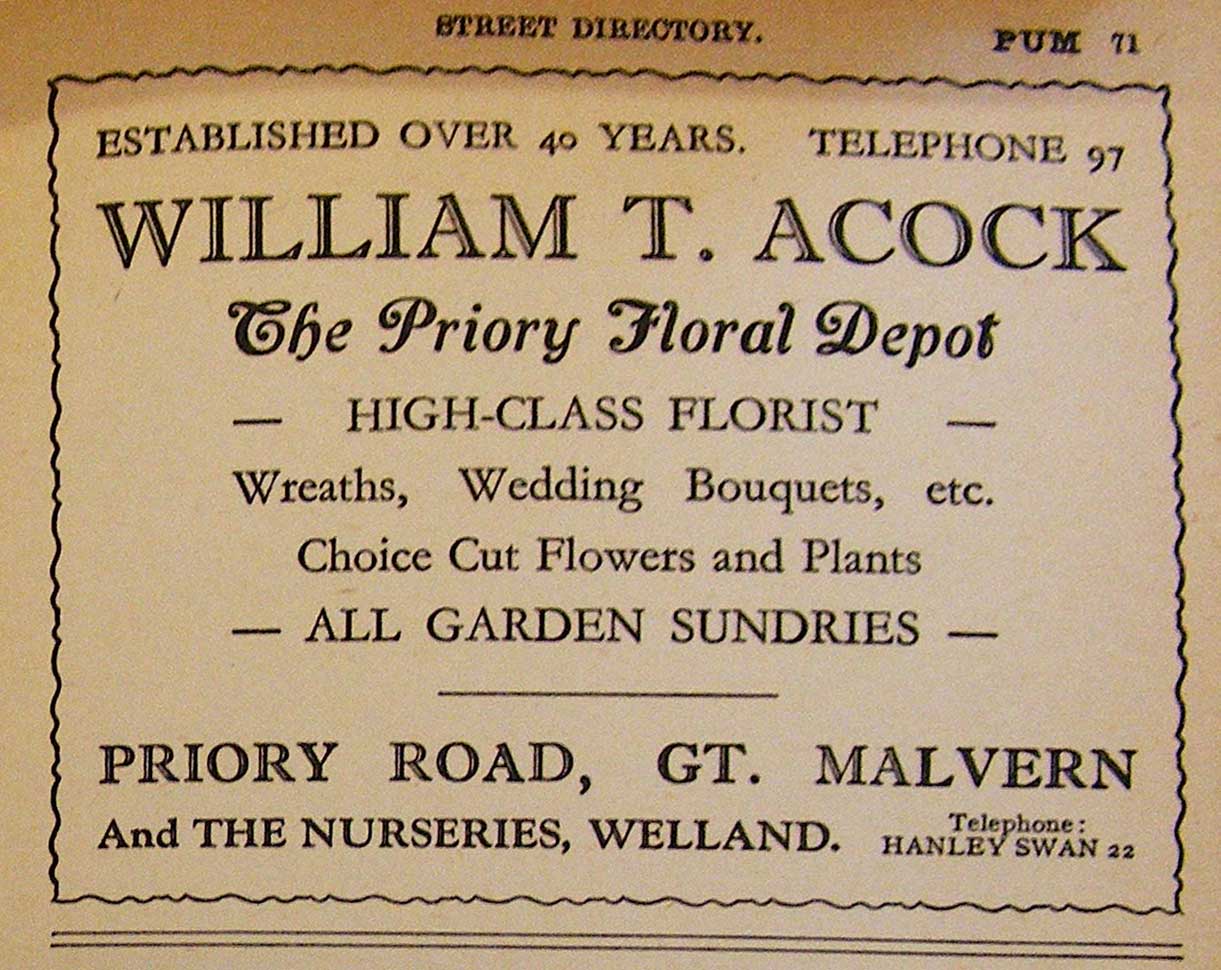 STREET DIRECTORY. PUM 71
ESTABLISHED OVER 40 YEARS. TELEPHONE 97
WILLIAM T. ACOCK
The Priory Floral Depot
— HIGH-CLASS FLORIST —
Wreaths, Wedding Bouquets, etc.
Choice Cut Flowers and Plants
— ALL GARDEN SUNDRIES —
PRIORY ROAD, GT. MALVERN
And THE NURSERIES, WELLAND. Telephone:
HANLEY SWAN 22